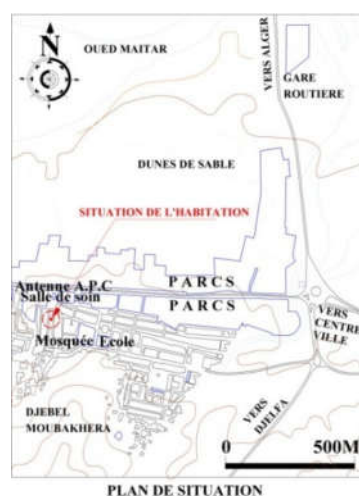 N
OUED MAITAR
VERS ALGER
GARE
ROUTIERE
DUNES DE SABLE
SITUATION DE L'HABITATION
PARCS
Antenne A.P.C
Salle de soin
PARCS
VERS
CENTRE
VILLE
Mosquée Ecole
DJEBEL
MOUBAKHERA
VERS
DJELFA
0 500M
PLAN DE SITUATION